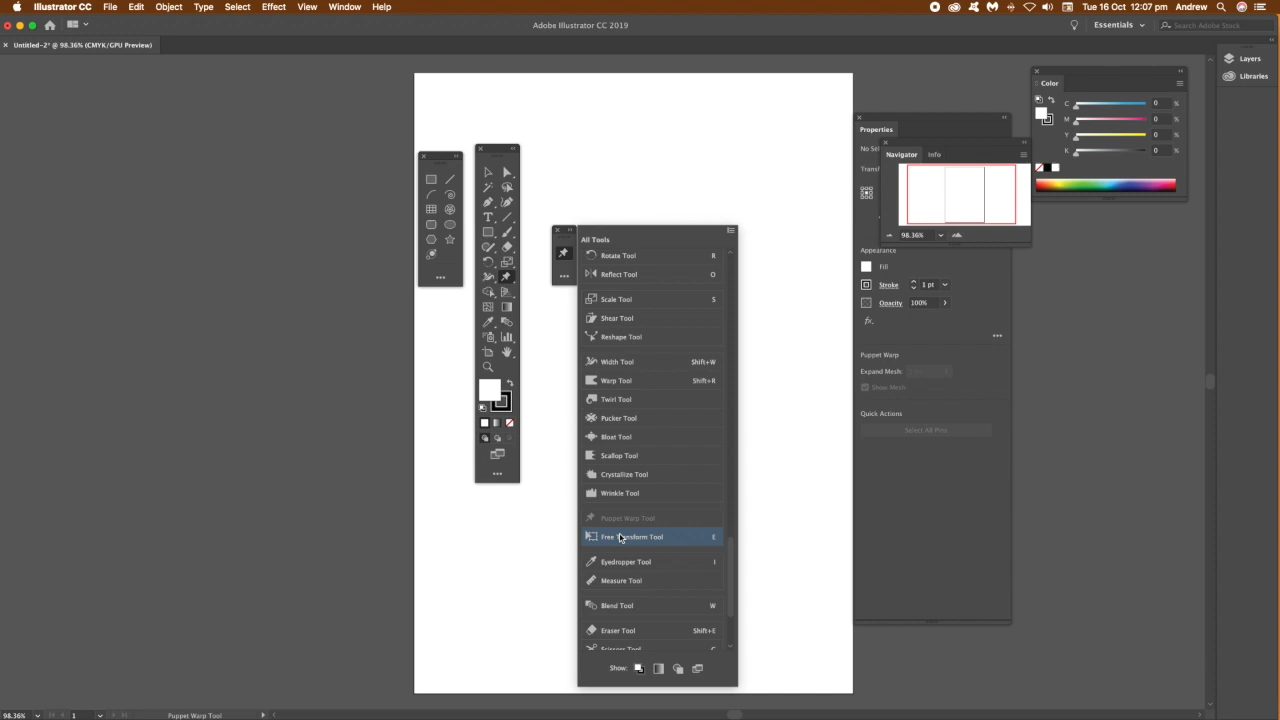 Illustrator CC File Edit Object Type Select Effect View Window Help
Tue 16 Oct 12:07 pm Andrew
Adobe Illustrator CC 2019
Essentials
Search Adobe Stock
Untitled-2* @ 98.36% (CMYK/GPU Preview)
Layers
Libraries
Color
C 0 %
M 0 %
Y 0 %
K 0 %
Properties
No Sel
Transf
Navigator Info
98.36%
Appearance
Fill
Stroke 1 pt
Opacity 100%
fx.
Puppet Warp
Expand Mesh:
Show Mesh
Quick Actions
Select All Pins
All Tools
Rotate Tool R
Reflect Tool O
Scale Tool S
Shear Tool
Reshape Tool
Width Tool Shift+W
Warp Tool Shift+R
Twirl Tool
Pucker Tool
Bloat Tool
Scallop Tool
Crystallize Tool
Wrinkle Tool
Puppet Warp Tool
Free Transform Tool E
Eyedropper Tool I
Measure Tool
Blend Tool W
Eraser Tool Shift+E
Scissors Tool C
Show:
98.36% 1 Puppet Warp Tool